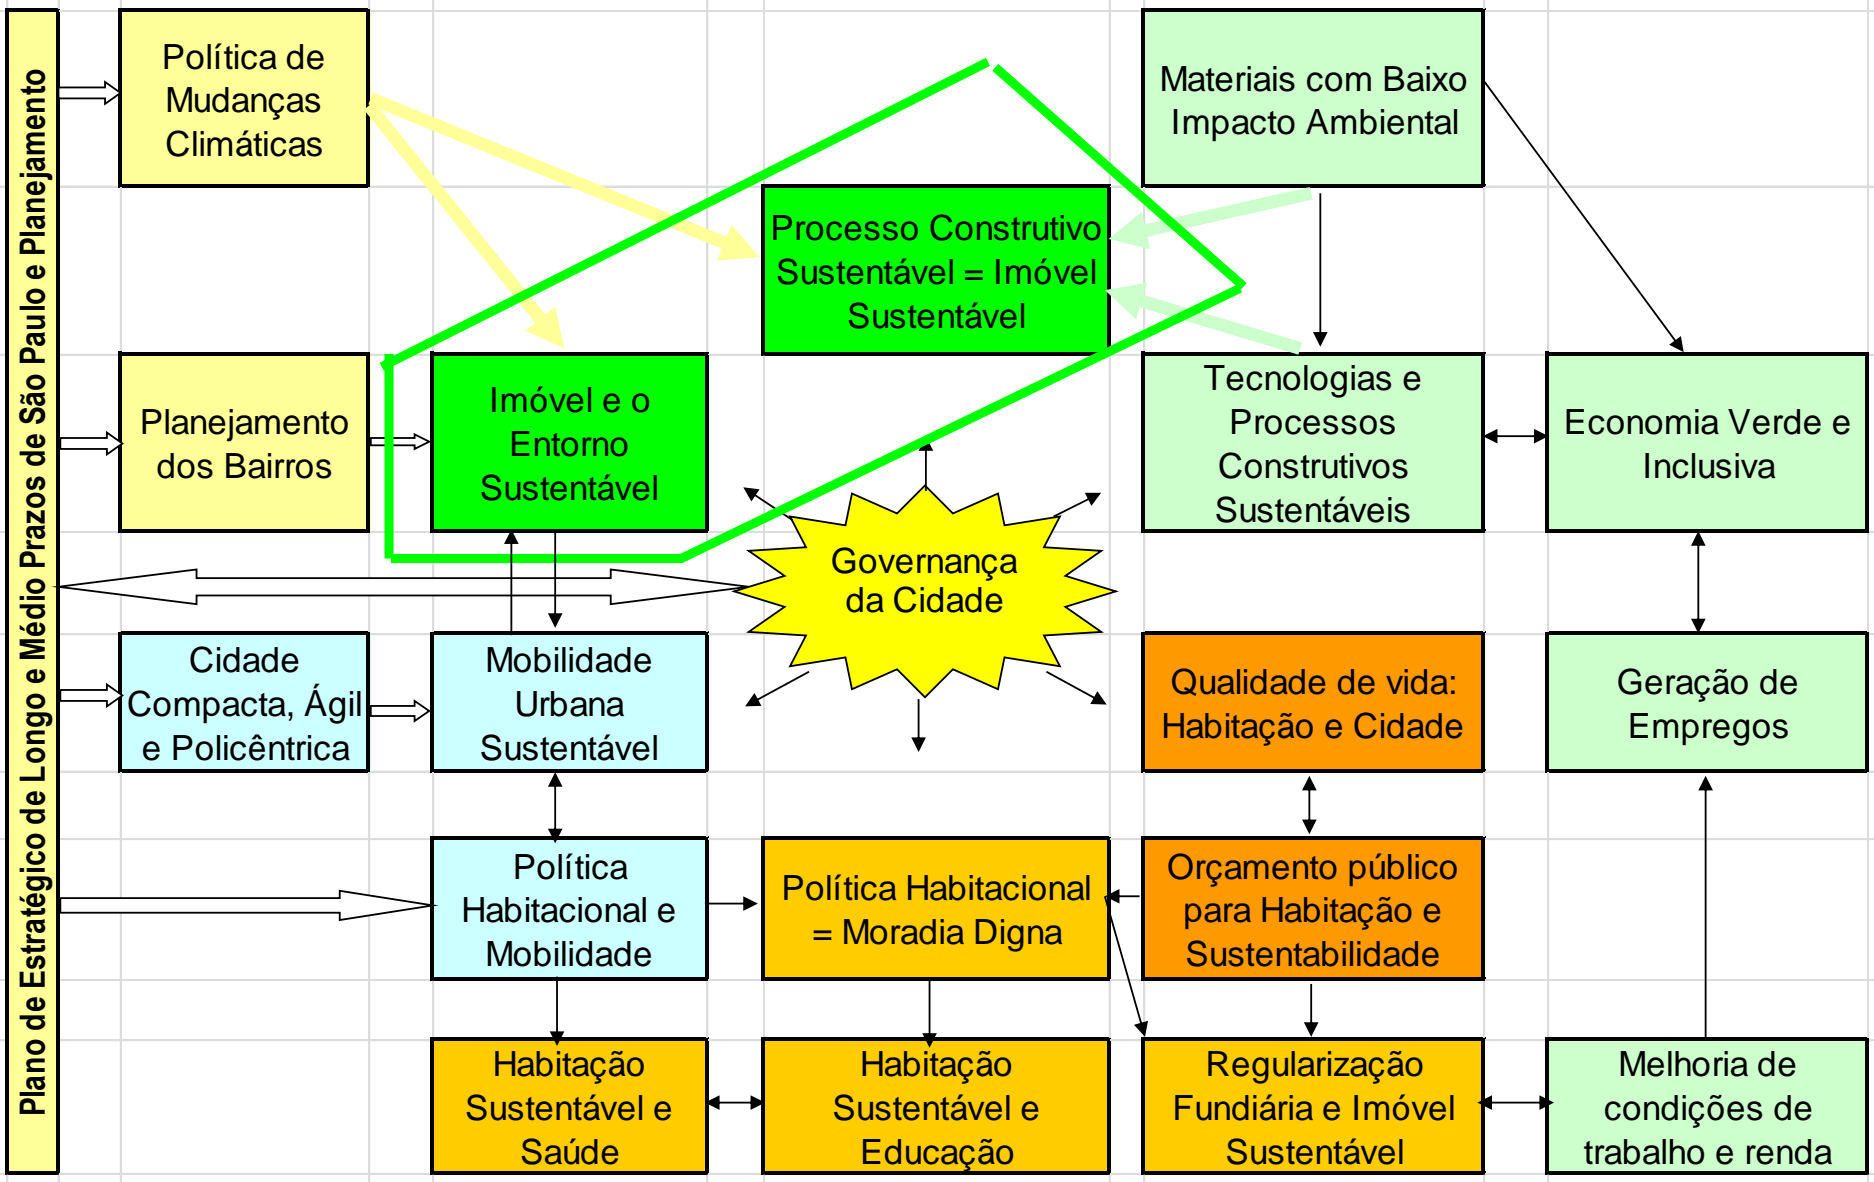 Plano de Estratégico de Longo e Médio Prazos de São Paulo e Planejamento
Política de
Mudanças
Climáticas
Materiais com Baixo
Impacto Ambiental
Processo Construtivo
Sustentável = Imóvel
Sustentável
Planejamento
dos Bairros
Imóvel e o
Entorno
Sustentável
Tecnologias e
Processos
Construtivos
Sustentáveis
Economia Verde e
Inclusiva
Governança
da Cidade
Cidade
Compacta, Ágil
e Policêntrica
Mobilidade
Urbana
Sustentável
Qualidade de vida:
Habitação e Cidade
Geração de
Empregos
Política
Habitacional e
Mobilidade
Política Habitacional
= Moradia Digna
Orçamento público
para Habitação e
Sustentabilidade
Habitação
Sustentável e
Saúde
Habitação
Sustentável e
Educação
Regularização
Fundiária e Imóvel
Sustentável
Melhoria de
condições de
trabalho e renda